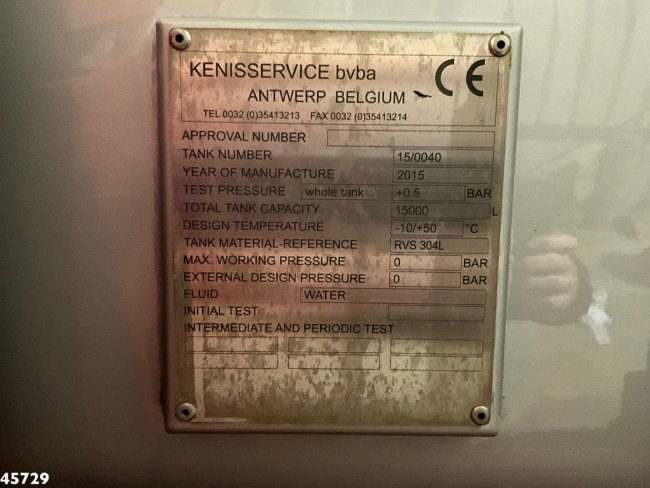 KENISSERVICE bvba CE
ANTWERP BELGIUM
TEL 0032 (0)35413213 FAX 0032 (0)35413214
APPROVAL NUMBER
TANK NUMBER 15/0040
YEAR OF MANUFACTURE 2015
TEST PRESSURE whole tank +0.5 BAR
TOTAL TANK CAPACITY 15000 L
DESIGN TEMPERATURE -10/+50 °C
TANK MATERIAL-REFERENCE RVS 304L
MAX. WORKING PRESSURE 0 BAR
EXTERNAL DESIGN PRESSURE 0 BAR
FLUID WATER
INITIAL TEST
INTERMEDIATE AND PERIODIC TEST
45729